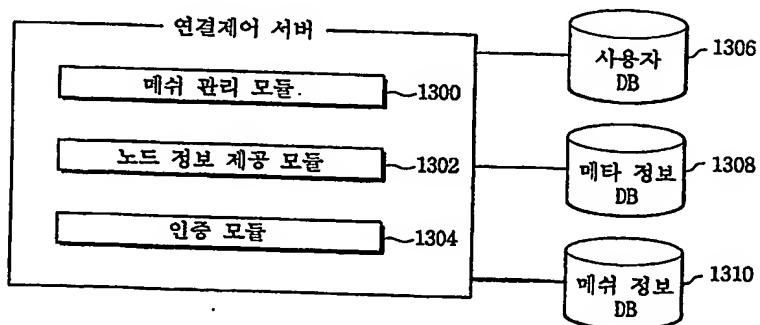 연결제어 서버
메쉬 관리 모듈.
1300
노드 정보 제공 모듈
1302
인증 모듈
1304
사용자
DB
1306
메타 정보
DB
1308
메쉬 정보
DB
1310